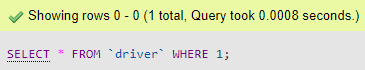 Showing rows 0 - 0 (1 total, Query took 0.0008 seconds.)
SELECT * FROM `driver` WHERE 1;